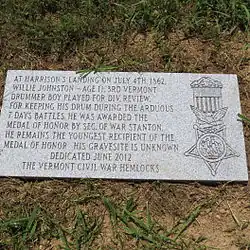 AT HARRISON'S LANDING ON JULY 4TH, 1862,
WILLIE JOHNSTON - AGE 11, 3RD VERMONT
DRUMMER BOY PLAYED FOR DIV. REVIEW.
FOR KEEPING HIS DRUM DURING THE ARDUOUS
7 DAYS BATTLES, HE WAS AWARDED THE
MEDAL OF HONOR BY SEC. OF WAR STANTON.
HE REMAINS THE YOUNGEST RECIPIENT OF THE
MEDAL OF HONOR. HIS GRAVESITE IS UNKNOWN
DEDICATED JUNE 2012
THE VERMONT CIVIL WAR HEMLOCKS